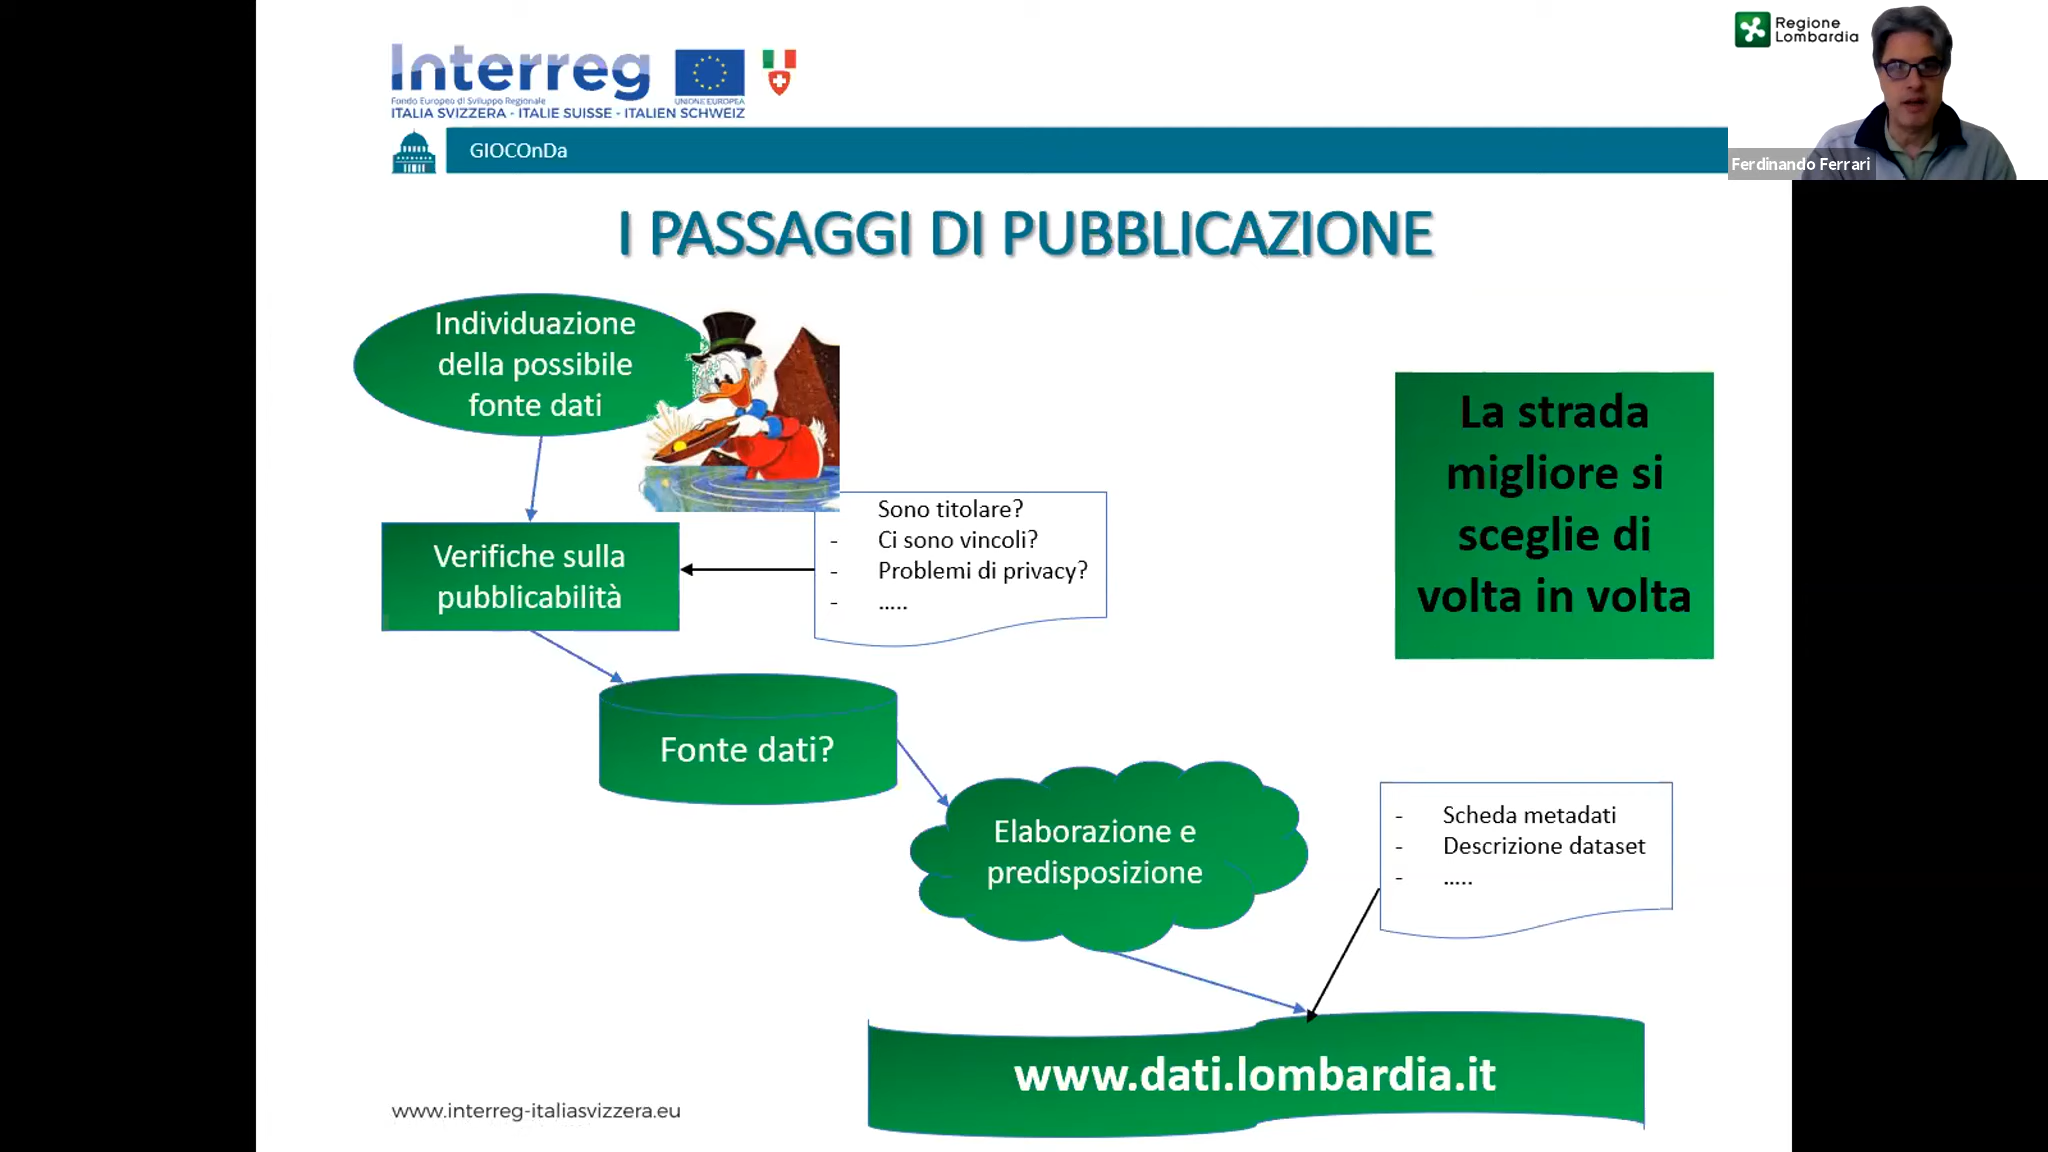 Interreg
Fondo Europeo di Sviluppo Regionale
UNIONE EUROPEA
ITALIA SVIZZERA - ITALIE SUISSE - ITALIEN SCHWEIZ
Regione
Lombardia
Ferdinando Ferrari
GIOCOnDa
I PASSAGGI DI PUBBLICAZIONE
Individuazione
della possibile
fonte dati
La strada
migliore si
sceglie di
volta in volta
Sono titolare?
- Ci sono vincoli?
- Problemi di privacy?
- .....
Verifiche sulla
pubblicabilità
Fonte dati?
Elaborazione e
predisposizione
- Scheda metadati
- Descrizione dataset
- .....
www.dati.lombardia.it
www.interreg-italiasvizzera.eu